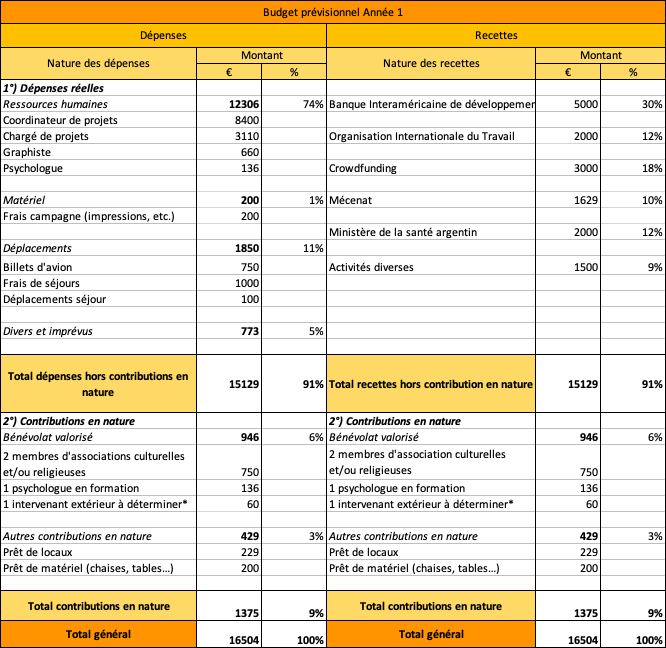 Budget prévisionnel Année 1
Dépenses Recettes
Nature des dépenses Montant Nature des recettes Montant
€ % € %
1°) Dépenses réelles
Ressources humaines 12306 74% Banque Interaméricaine de développemen 5000 30%
Coordinateur de projets 8400
Chargé de projets 3110 Organisation Internationale du Travail 2000 12%
Graphiste 660
Psychologue 136 Crowdfunding 3000 18%
Matériel 200 1% Mécenat 1629 10%
Frais campagne (impressions, etc.) 200
Ministère de la santé argentin 2000 12%
Déplacements 1850 11%
Billets d'avion 750 Activités diverses 1500 9%
Frais de séjours 1000
Déplacements séjour 100
Divers et imprévus 773 5%
Total dépenses hors contributions en
nature 15129 91% Total recettes hors contribution en nature 15129 91%
2°) Contributions en nature 2°) Contributions en nature
Bénévolat valorisé 946 6% Bénévolat valorisé 946 6%
2 membres d'associations culturelles 2 membres d'association culturelles
et/ou religieuses 750 et/ou religieuses 750
1 psychologue en formation 136 1 psychologue en formation 136
1 intervenant extérieur à déterminer* 60 1 intervenant extérieur à déterminer* 60
Autres contributions en nature 429 3% Autres contributions en nature 429 3%
Prêt de locaux 229 Prêt de locaux 229
Prêt de matériel (chaises, tables…) 200 Prêt de matériel (chaises, tables…) 200
Total contributions en nature 1375 9% Total contributions en nature 1375 9%
Total général 16504 100% Total général 16504 100%